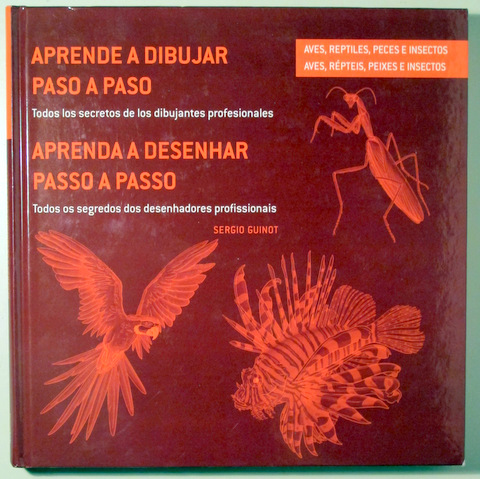 APRENDE A DIBUJAR
PASO A PASO
Todos los secretos de los dibujantes profesionales
APRENDA A DESENHAR
PASSO A PASSO
Todos os segredos dos desenhadores profissionais
SERGIO GUINOT
AVES, REPTILES, PECES E INSECTOS
AVES, RÉPTEIS, PEIXES E INSECTOS